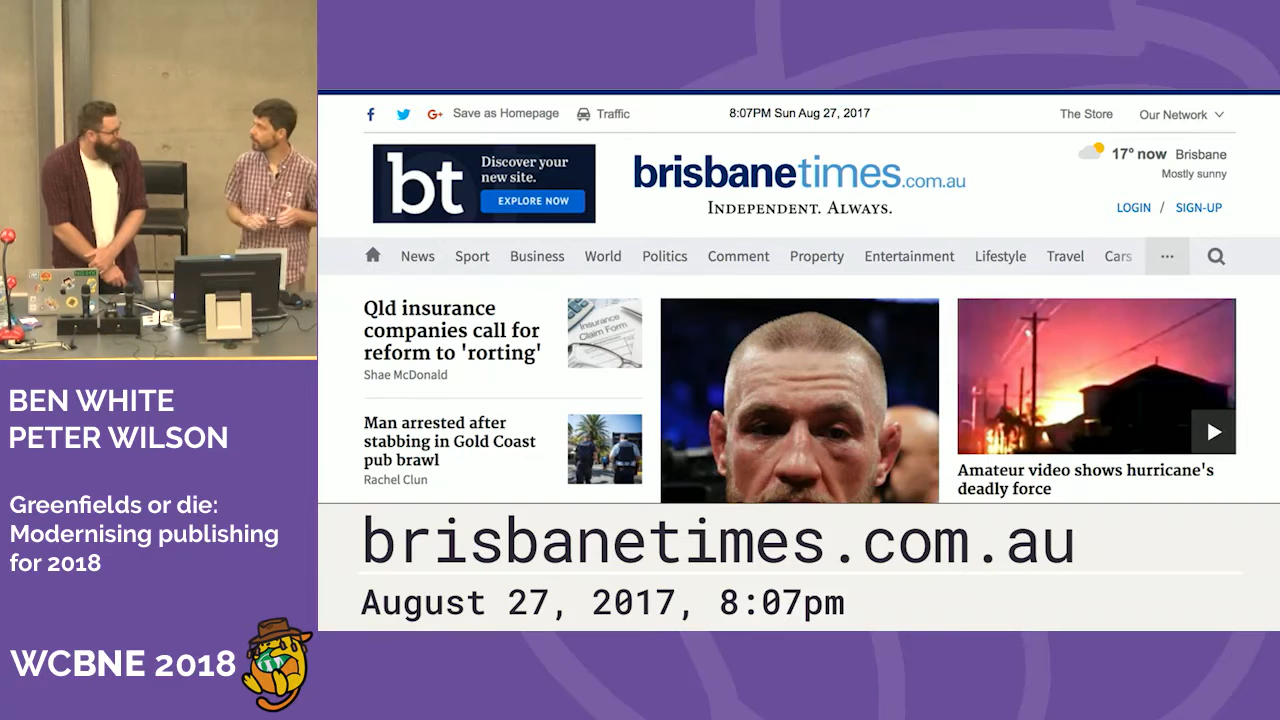 BEN WHITE
PETER WILSON
Greenfields or die:
Modernising publishing
for 2018
WCBNE 2018
Save as Homepage
Traffic
8:07PM Sun Aug 27, 2017
The Store
Our Network
bt
Discover your
new site.
EXPLORE NOW
brisbanetimes.com.au
INDEPENDENT. ALWAYS.
17° now Brisbane
Mostly sunny
LOGIN / SIGN-UP
News Sport Business World Politics Comment Property Entertainment Lifestyle Travel Cars ...
Qld insurance
companies call for
reform to 'rorting'
Shae McDonald
Insurance
Claim Form
Man arrested after
stabbing in Gold Coast
pub brawl
Rachel Clun
Amateur video shows hurricane's
deadly force
brisbanetimes.com.au
August 27, 2017, 8:07pm